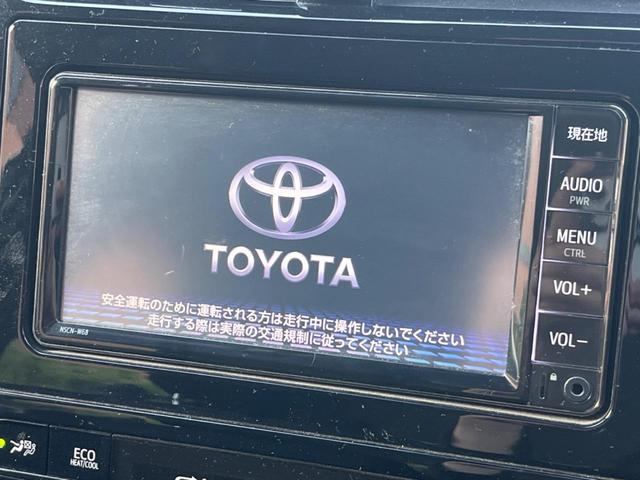 TOYOTA
安全運転のために運転される方は走行中に操作しないでください
走行する際は実際の交通規制に従ってください
NSCN-W68
現在地
AUDIO
PWR
MENU
CTRL
VOL+
VOL-
ECO
HEAT/COOL